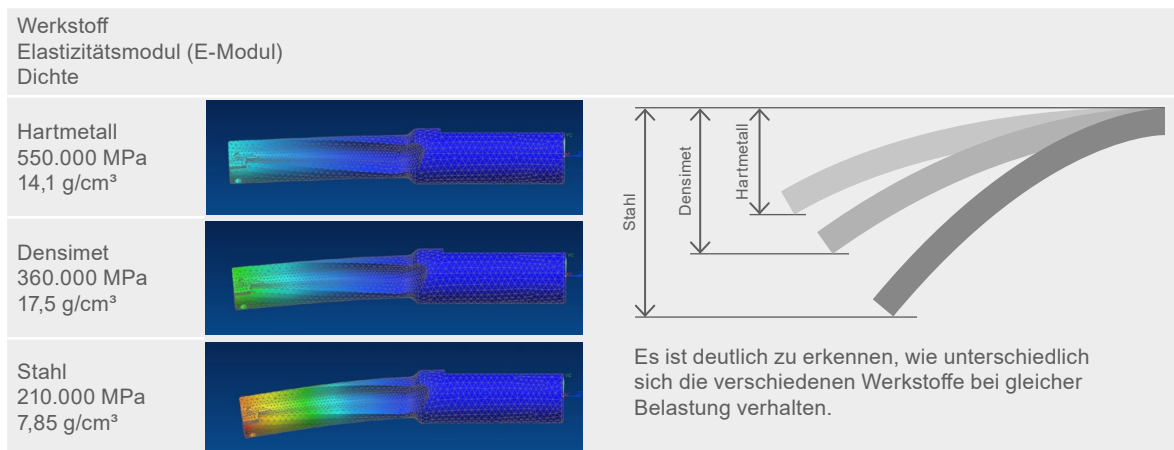 Werkstoff
Elastizitätsmodul (E-Modul)
Dichte
Hartmetall
550.000 MPa
14,1 g/cm³
Densimet
360.000 MPa
17,5 g/cm³
Stahl
210.000 MPa
7,85 g/cm³
Stahl
Densimet
Hartmetall
Es ist deutlich zu erkennen, wie unterschiedlich
sich die verschiedenen Werkstoffe bei gleicher
Belastung verhalten.